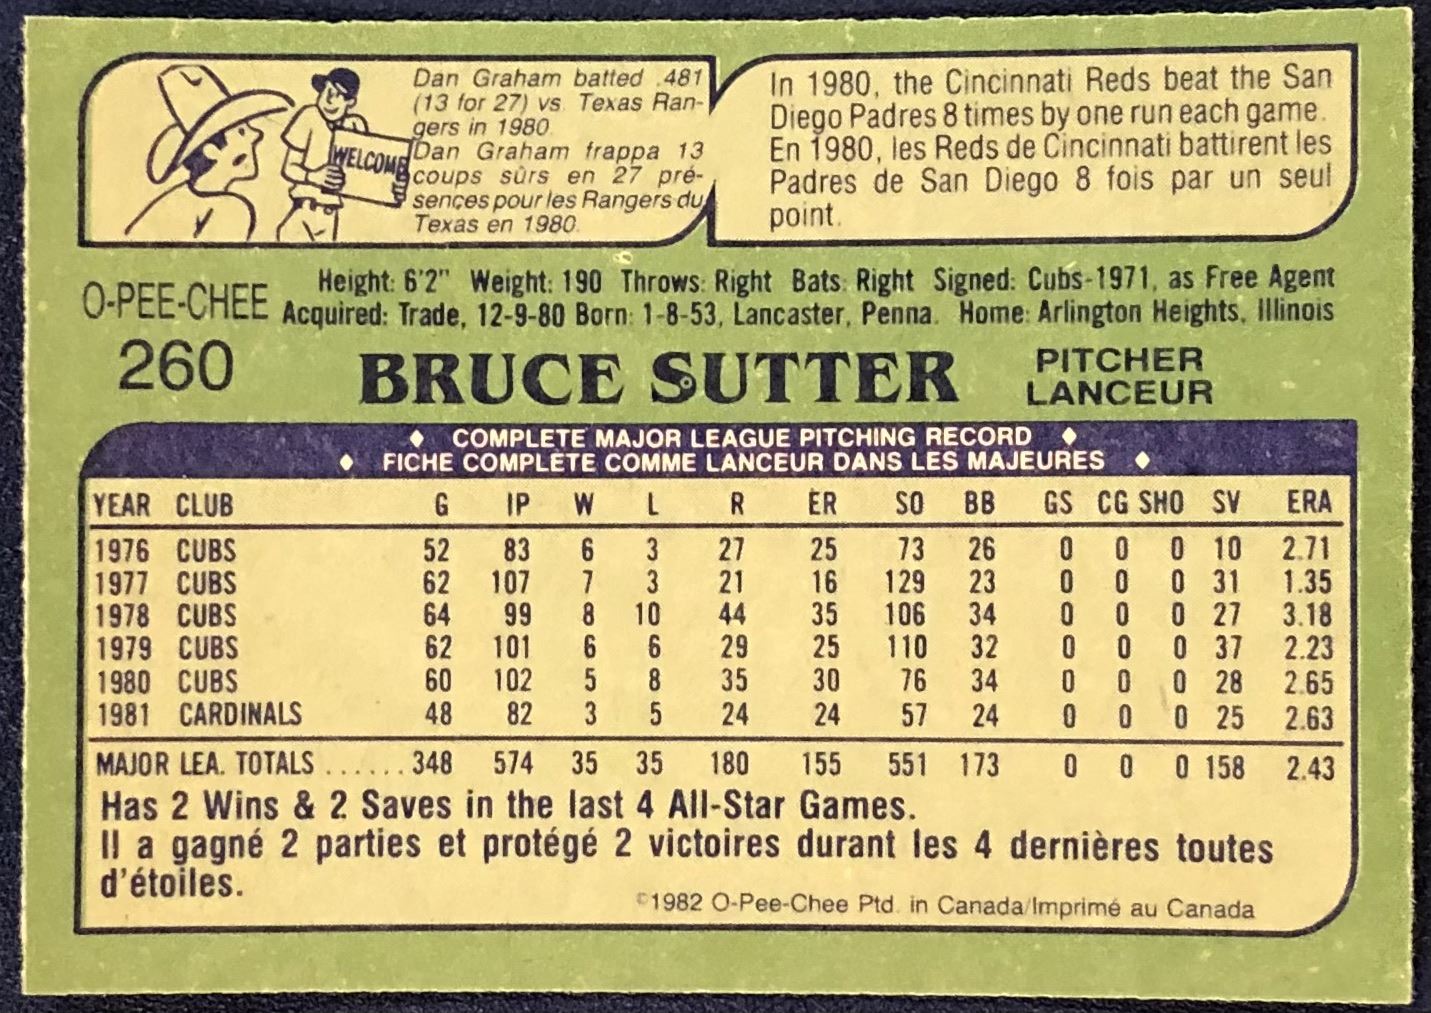 Dan Graham batted .481
(13 for 27) vs. Texas Ran-
gers in 1980.
Dan Graham frappa 13
coups sûrs en 27 pré-
sences pour les Rangers du
Texas en 1980.
WELCOME
In 1980, the Cincinnati Reds beat the San
Diego Padres 8 times by one run each game.
En 1980, les Reds de Cincinnati battirent les
Padres de San Diego 8 fois par un seul
point.
O-PEE-CHEE
Height: 6'2" Weight: 190 Throws: Right Bats: Right Signed: Cubs-1971, as Free Agent
Acquired: Trade, 12-9-80 Born: 1-8-53, Lancaster, Penna. Home: Arlington Heights, Illinois
260 BRUCE SUTTER
PITCHER
LANCEUR
♦ COMPLETE MAJOR LEAGUE PITCHING RECORD ♦
♦ FICHE COMPLÈTE COMME LANCEUR DANS LES MAJEURES ♦
YEAR CLUB G IP W L R ER SO BB GS CG SHO SV ERA
1976 CUBS 52 83 6 3 27 25 73 26 0 0 0 10 2.71
1977 CUBS 62 107 7 3 21 16 129 23 0 0 0 31 1.35
1978 CUBS 64 99 8 10 44 35 106 34 0 0 0 27 3.18
1979 CUBS 62 101 6 6 29 25 110 32 0 0 0 37 2.23
1980 CUBS 60 102 5 8 35 30 76 34 0 0 0 28 2.65
1981 CARDINALS 48 82 3 5 24 24 57 24 0 0 0 25 2.63
MAJOR LEA. TOTALS ...... 348 574 35 35 180 155 551 173 0 0 0 158 2.43
Has 2 Wins & 2 Saves in the last 4 All-Star Games.
Il a gagné 2 parties et protégé 2 victoires durant les 4 dernières toutes
d'étoiles.
©1982 O-Pee-Chee Ptd. in Canada/Imprimé au Canada